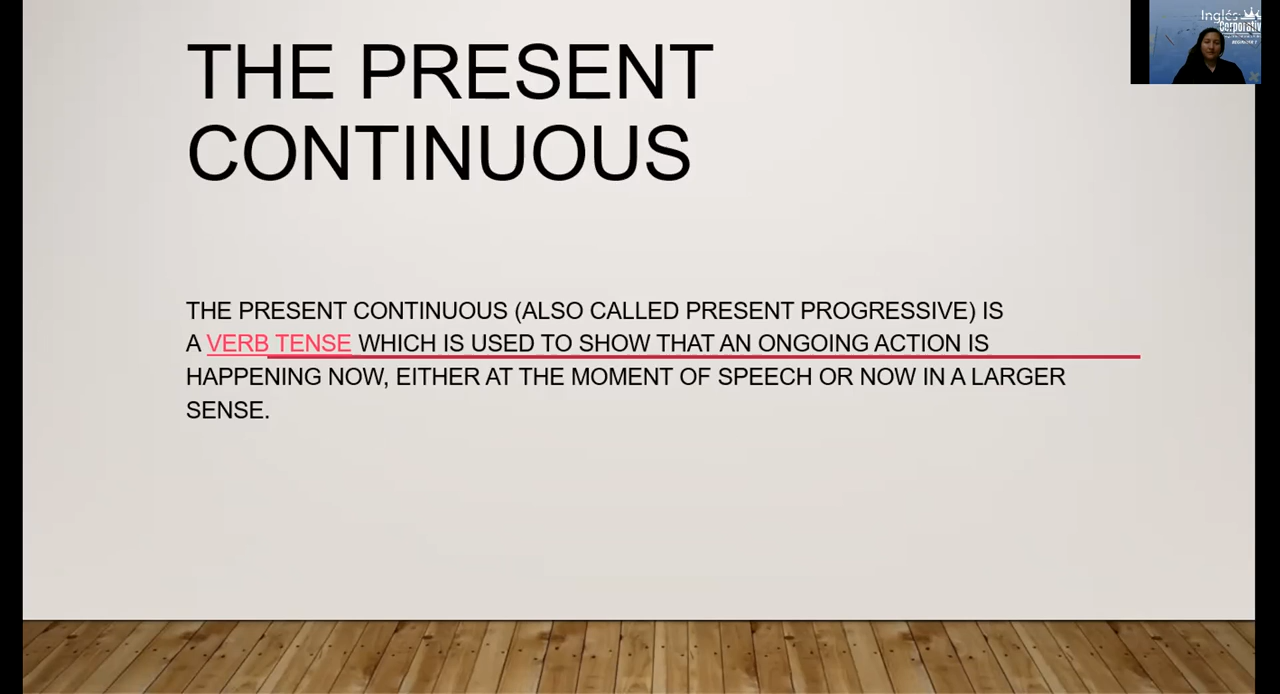 THE PRESENT
CONTINUOUS
THE PRESENT CONTINUOUS (ALSO CALLED PRESENT PROGRESSIVE) IS
A VERB TENSE WHICH IS USED TO SHOW THAT AN ONGOING ACTION IS
HAPPENING NOW, EITHER AT THE MOMENT OF SPEECH OR NOW IN A LARGER
SENSE.
Inglés